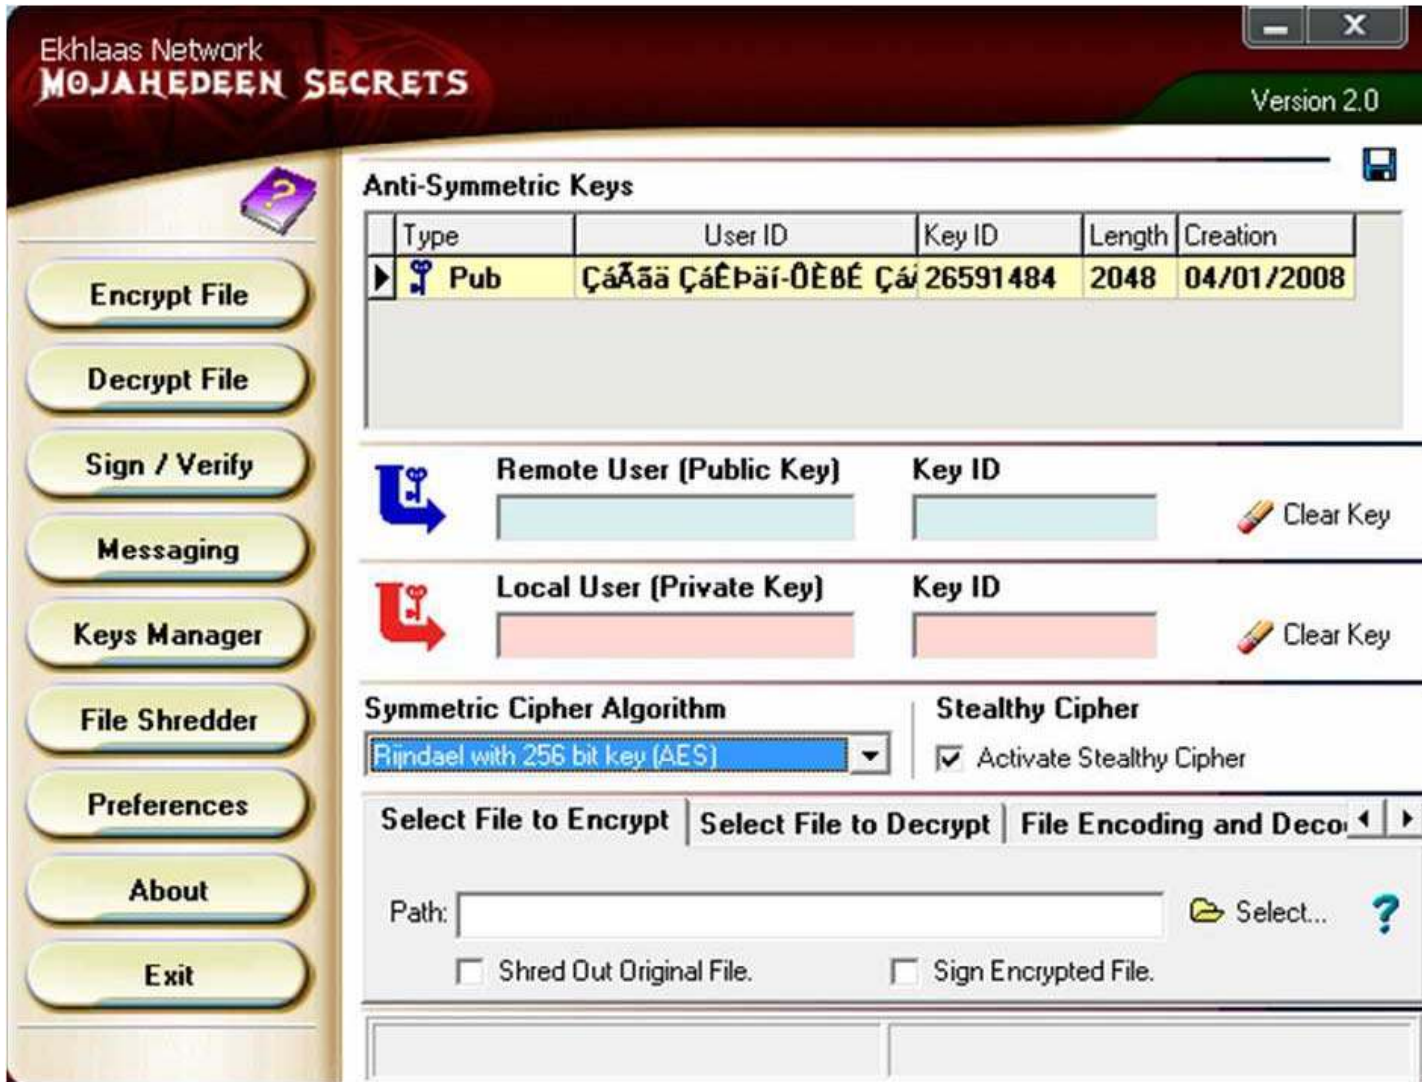 Ekhlaas Network
MOJAHEDEEN SECRETS
Version 2.0
Anti-Symmetric Keys
Type User ID Key ID Length Creation
Pub ÇáÃãä ÇáÊÞäí-ÛÈßÉ Çá 26591484 2048 04/01/2008
Encrypt File
Decrypt File
Sign / Verify
Messaging
Keys Manager
File Shredder
Preferences
About
Exit
Remote User (Public Key) Key ID
Clear Key
Local User (Private Key) Key ID
Clear Key
Symmetric Cipher Algorithm
Rijndael with 256 bit key (AES)
Stealthy Cipher
Activate Stealthy Cipher
Select File to Encrypt Select File to Decrypt File Encoding and Deco
Path: Select... ?
Shred Out Original File. Sign Encrypted File.